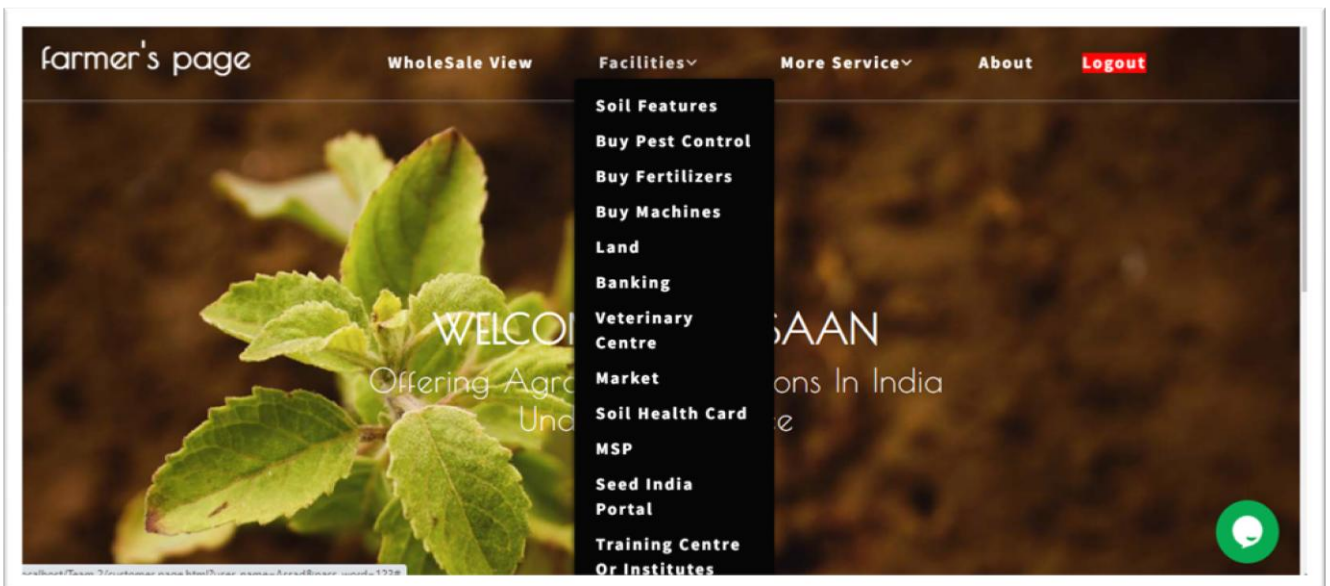 farmer's page
WholeSale View
Facilities
More Service
About
Logout
Soil Features
Buy Pest Control
Buy Fertilizers
Buy Machines
Land
Banking
Veterinary
Centre
Market
Soil Health Card
MSP
Seed India
Portal
Training Centre
Or Institutes
WELCO SAAN
Offering Agr ons In India
Un e